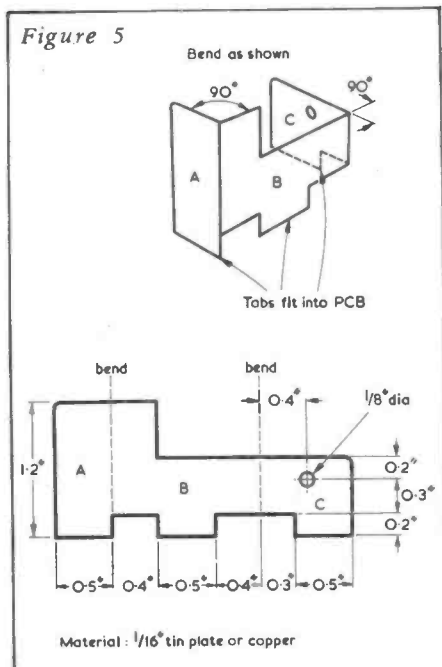 Figure 5
Bend as shown
90°
90°
C
A
B
Tabs fit into PCB
bend
bend
0·4"
1/8" dia
1·2"
A
B
C
0·2"
0·3"
0·2"
0·5"
0·4"
0·5"
0·4"
0·3"
0·5"
Material : 1/16" tin plate or copper